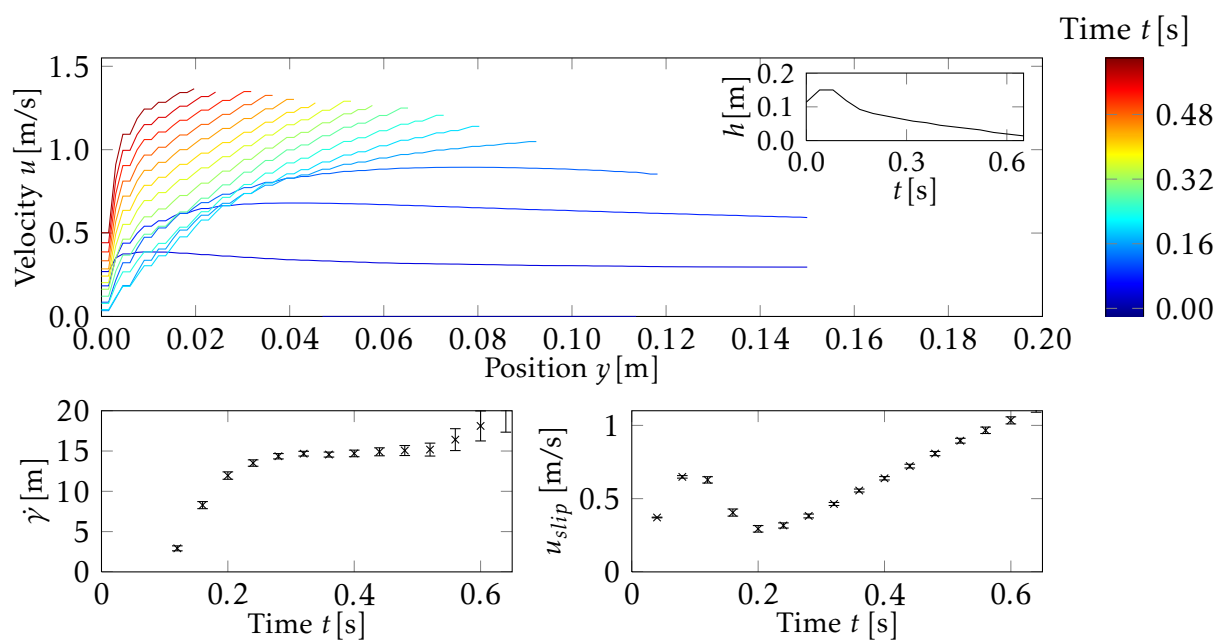 Time t [s]
1.5
1.0
0.5
0.0
Velocity u [m/s]
0.00 0.02 0.04 0.06 0.08 0.10 0.12 0.14 0.16 0.18 0.20
Position y [m]
0.2
0.1
0.0
h [m]
0.0 0.3 0.6
t [s]
0.48
0.32
0.16
0.00
20
15
10
5
0
γ̇ [m]
0 0.2 0.4 0.6
Time t [s]
1
0.5
0
u_slip [m/s]
0 0.2 0.4 0.6
Time t [s]